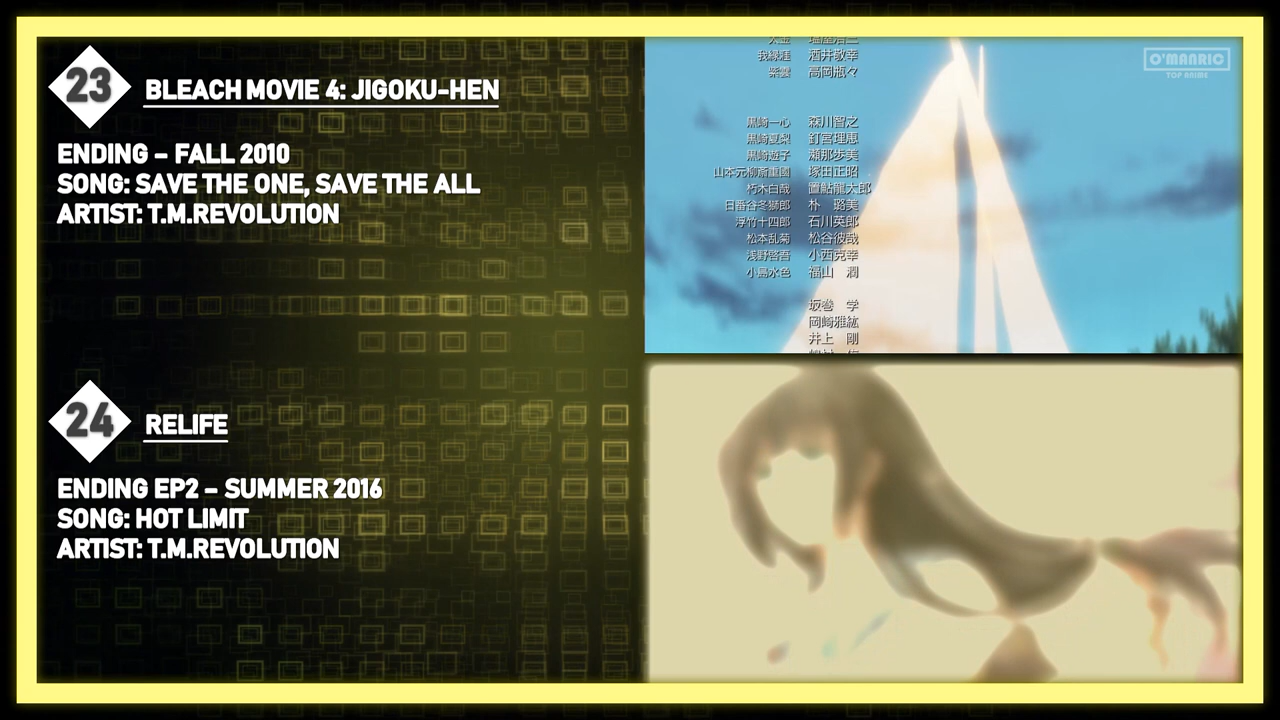 23
BLEACH MOVIE 4: JIGOKU-HEN
ENDING – FALL 2010
SONG: SAVE THE ONE, SAVE THE ALL
ARTIST: T.M.REVOLUTION
O'MANRIC
TOP ANIME
我緑涯 酒井敬幸
高岡瓶々
黒崎一心 森川智之
黒崎夏梨 釘宮理恵
黒崎遊子 瀬那歩美
山本元柳斎重國 塚田正昭
朽木白哉 置鮎龍太郎
日番谷冬獅郎 朴 璐美
浮竹十四郎 石川英郎
松本乱菊 松谷彼哉
浅野啓吾 小西克幸
小島水色 福山 潤
坂巻 学
岡崎雅紘
井上 剛
24
RELIFE
ENDING EP2 – SUMMER 2016
SONG: HOT LIMIT
ARTIST: T.M.REVOLUTION